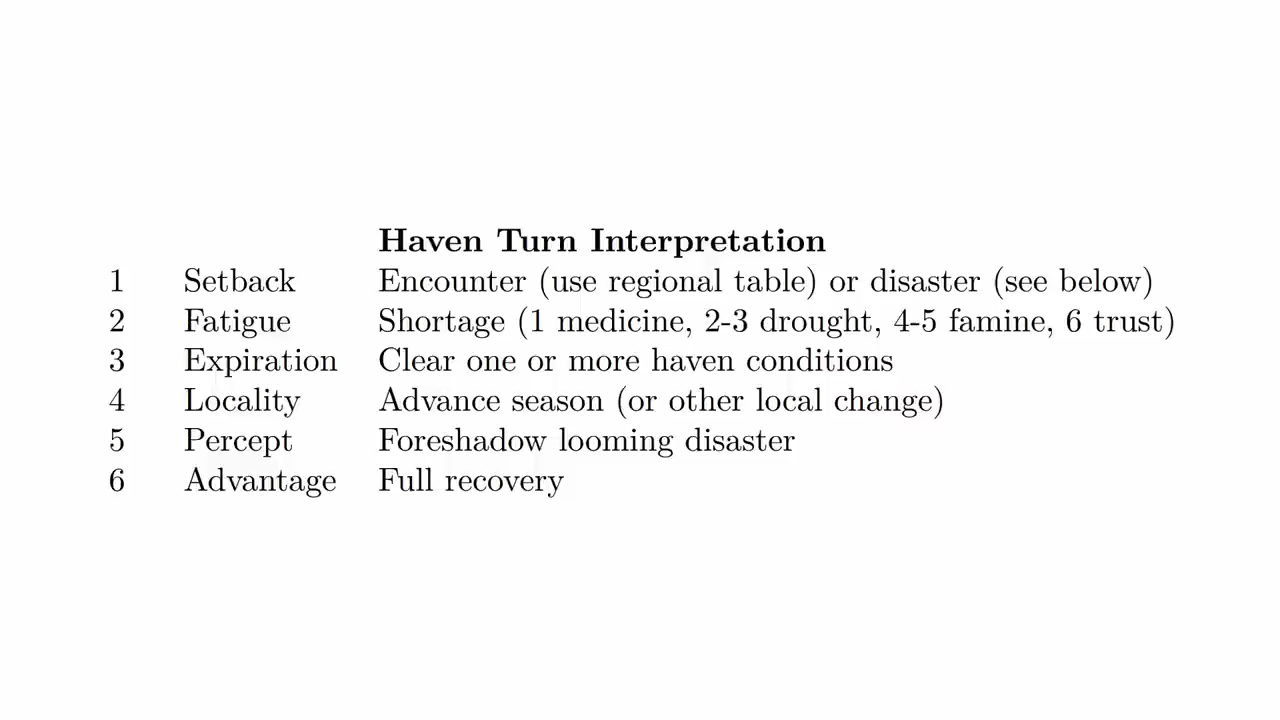 Haven Turn Interpretation
1 Setback Encounter (use regional table) or disaster (see below)
2 Fatigue Shortage (1 medicine, 2-3 drought, 4-5 famine, 6 trust)
3 Expiration Clear one or more haven conditions
4 Locality Advance season (or other local change)
5 Percept Foreshadow looming disaster
6 Advantage Full recovery